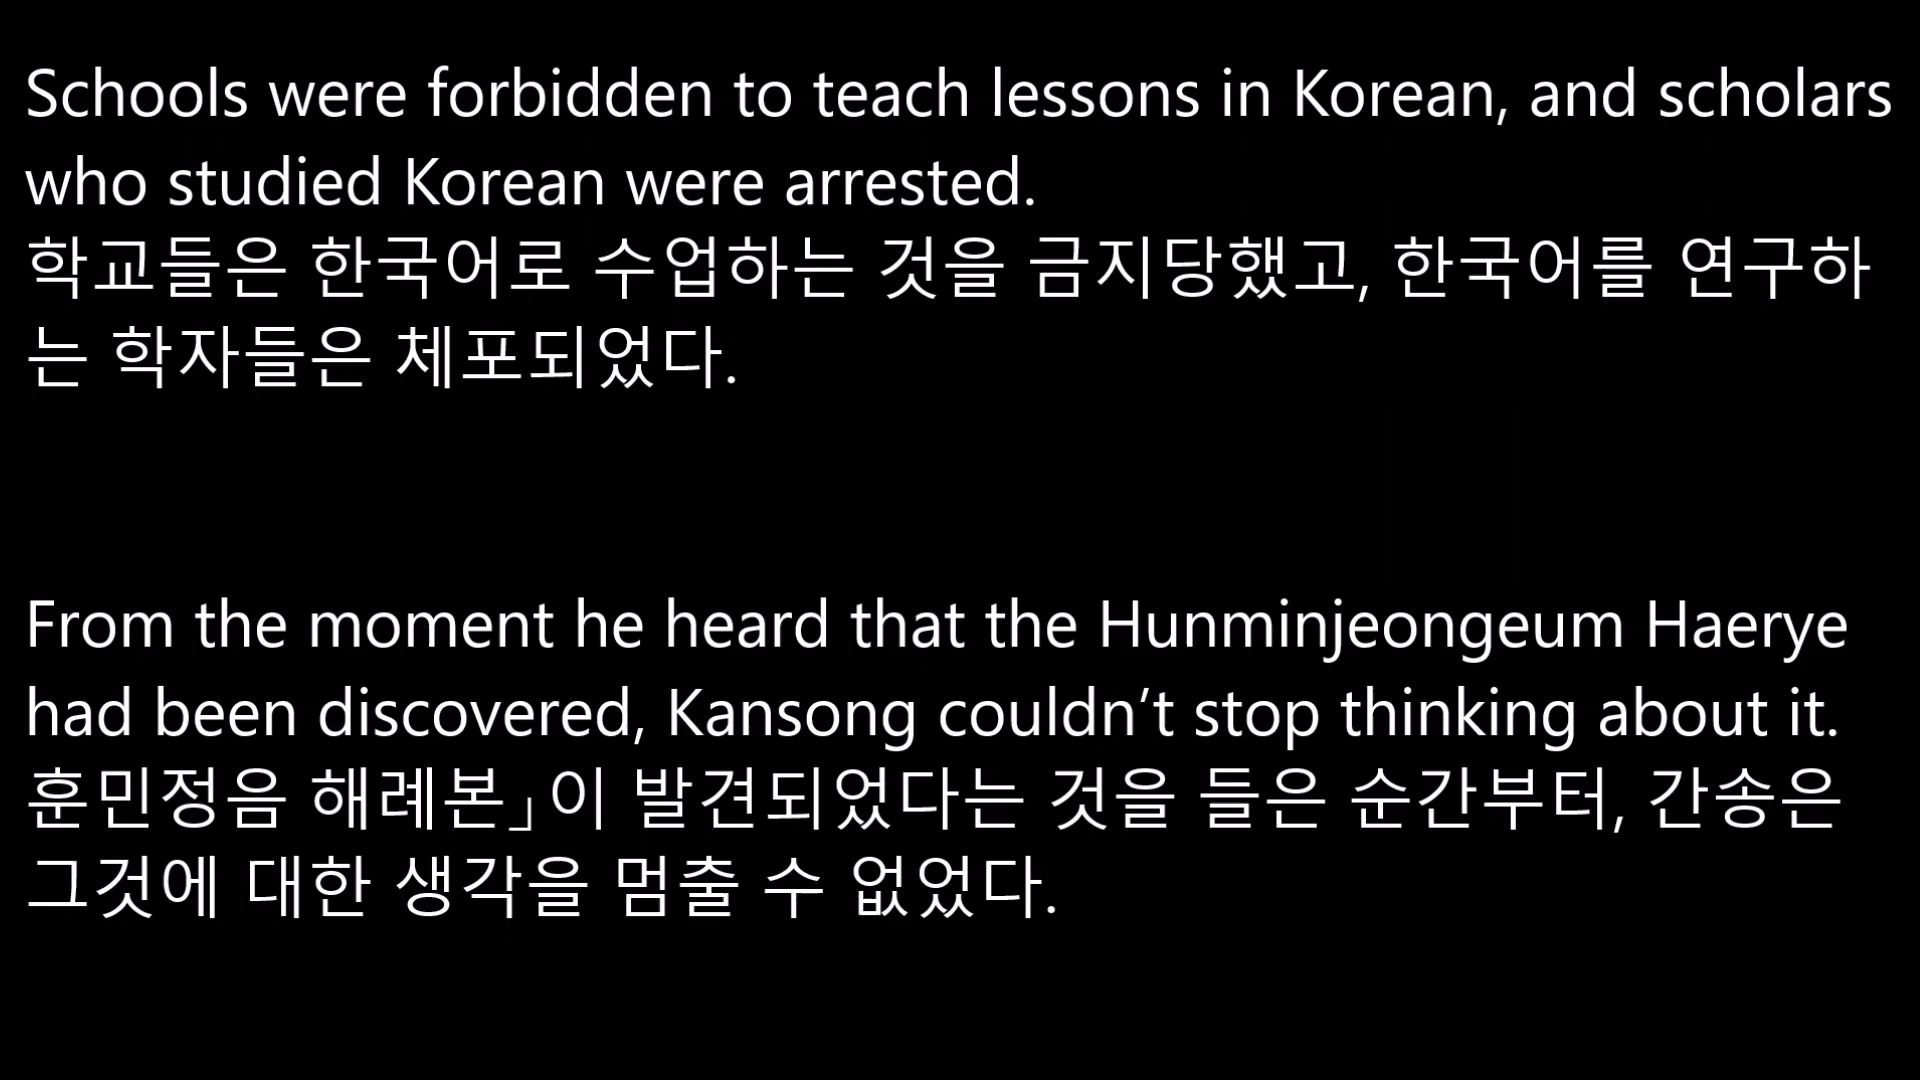 Schools were forbidden to teach lessons in Korean, and scholars
who studied Korean were arrested.
학교들은 한국어로 수업하는 것을 금지당했고, 한국어를 연구하
는 학자들은 체포되었다.
From the moment he heard that the Hunminjeongeum Haerye
had been discovered, Kansong couldn’t stop thinking about it.
훈민정음 해례본」이 발견되었다는 것을 들은 순간부터, 간송은
그것에 대한 생각을 멈출 수 없었다.